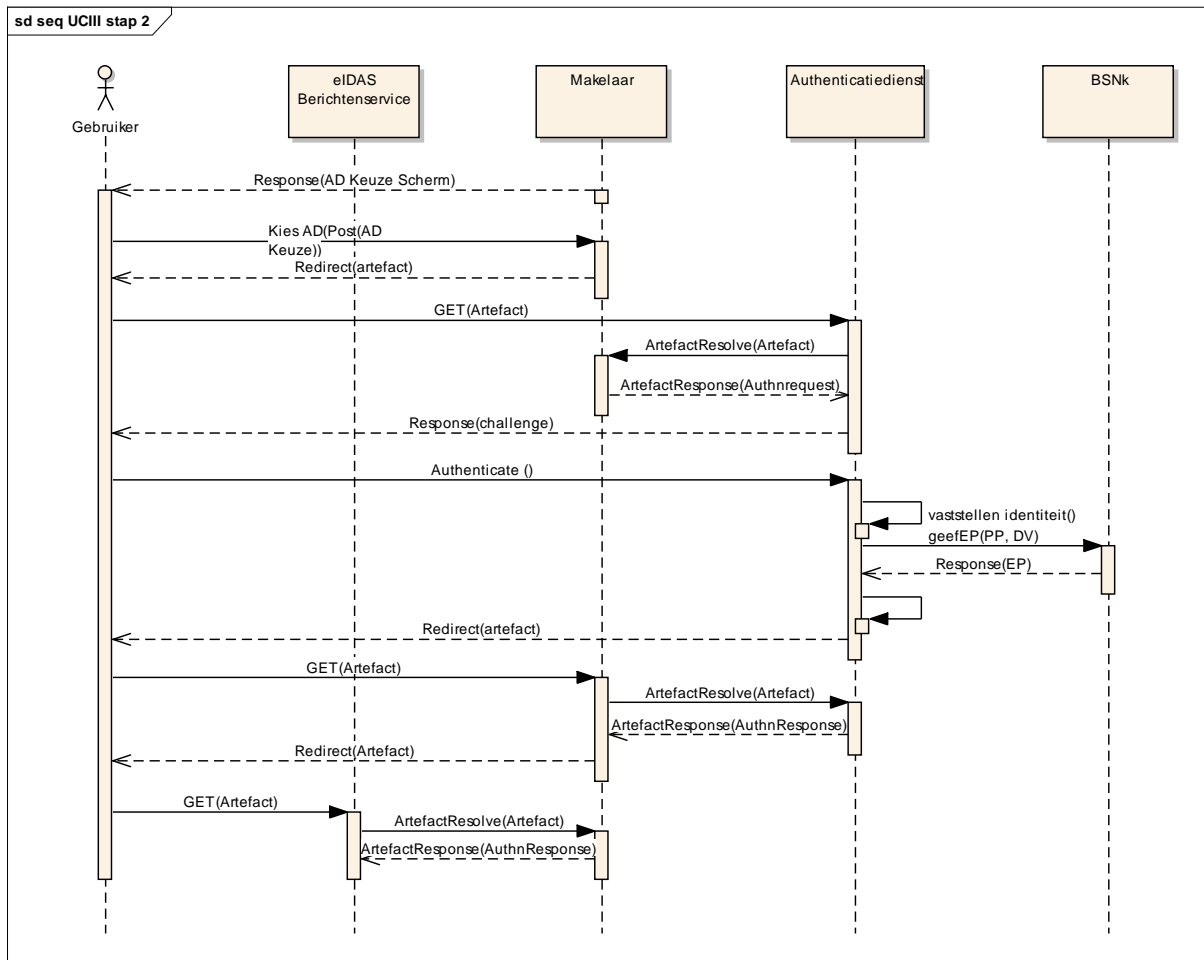 sd seq UCIII stap 2
Gebruiker
eIDAS
Berichtenservice
Makelaar
Authenticatiedienst
BSNk
Response(AD Keuze Scherm)
Kies AD(Post(AD
Keuze))
Redirect(artefact)
GET(Artefact)
ArtefactResolve(Artefact)
ArtefactResponse(Authnrequest)
Response(challenge)
Authenticate ()
vaststellen identiteit()
geefEP(PP, DV)
Response(EP)
Redirect(artefact)
GET(Artefact)
ArtefactResolve(Artefact)
ArtefactResponse(AuthnResponse)
Redirect(Artefact)
GET(Artefact)
ArtefactResolve(Artefact)
ArtefactResponse(AuthnResponse)